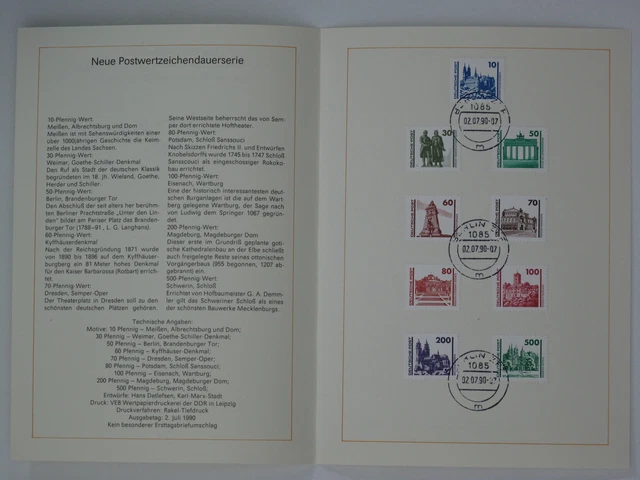 Neue Postwertzeichendauerserie
10-Pfennig-Wert:
Meißen, Albrechtsburg und Dom
Meißen ist mit Sehenswürdigkeiten einer
über 1000jährigen Geschichte die Keim-
zelle des Landes Sachsen.
30-Pfennig-Wert:
Weimar, Goethe-Schiller-Denkmal
Den Ruf als Stadt der deutschen Klassik
begründeten im 18. Jh. Wieland, Goethe,
Herder und Schiller
50-Pfennig-Wert:
Berlin, Brandenburger Tor
Den Abschluß der seit alters her berühm-
ten Berliner Prachtstraße „Unter den Lin-
den" bildet am Pariser Platz das Branden-
burger Tor (1788–91, L. G. Langhans).
60-Pfennig-Wert:
Kyffhäuserdenkmal
Nach der Reichsgründung 1871 wurde
von 1890 bis 1896 auf dem Kyffhäuser-
burgberg ein 81 Meter hohes Denkmal
für den Kaiser Barbarossa (Rotbart) errich-
tet.
70-Pfennig-Wert:
Dresden, Semper-Oper
Der Theaterplatz in Dresden soll zu den
schönsten deutschen Plätzen gehören.
Seine Westseite beherrscht das von Sem-
per dort errichtete Hoftheater.
80-Pfennig-Wert:
Potsdam, Schloß Sanssouci
Nach Skizzen Friedrichs II. und Entwürfen
Knobelsdorffs wurde 1745 bis 1747 Schloß
Sanssouci als eingeschossiger Rokoko-
bau errichtet.
100-Pfennig-Wert:
Eisenach, Wartburg
Eine der historisch interessantesten deut-
schen Burganlagen ist die auf dem Wart-
berg gelegene Wartburg, der Sage nach
von Ludwig dem Springer 1067 gegrün-
det.
200-Pfennig-Wert:
Magdeburg, Magdeburger Dom
Dieser erste im Grundriß geplante goti-
sche Kathedralenbau an der Elbe schließt
auch freigelegte Reste seines ottonischen
Vorgängerbaus (955 begonnen, 1207 ab-
gebrannt) ein.
500-Pfennig-Wert:
Schwerin, Schloß
Errichtet von Hofbaumeister G. A. Demm-
ler gilt das Schweriner Schloß als eines
der schönsten Bauwerke Mecklenburgs.
Technische Angaben:
Motive: 10 Pfennig – Meißen, Albrechtsburg und Dom;
30 Pfennig – Weimar, Goethe-Schiller-Denkmal;
50 Pfennig – Berlin, Brandenburger Tor;
60 Pfennig – Kyffhäuser-Denkmal;
70 Pfennig – Dresden, Semper-Oper;
80 Pfennig – Potsdam, Schloß Sanssouci;
100 Pfennig – Eisenach, Wartburg;
200 Pfennig – Magdeburg, Magdeburger Dom;
500 Pfennig – Schwerin, Schloß;
Entwürfe: Hans Detlefsen, Karl-Marx-Stadt
Druck: VEB Wertpapierdruckerei der DDR in Leipzig
Druckverfahren: Rakel-Tiefdruck
Ausgabetag: 2. Juli 1990
Kein besonderer Ersttagsbriefumschlag
10
1085
02.07.90-07
30
50
60
70
1085
02.07.90-07
80
100
200
500
1085
02.07.90-07